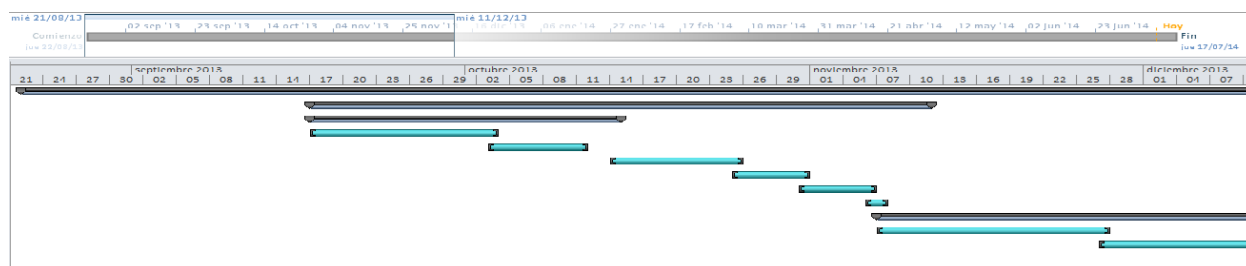 mié 21/08/13 mié 11/12/13
02 sep '13 23 sep '13 14 oct '13 04 nov '13 25 nov '13 16 dic '13 06 ene '14 27 ene '14 17 feb '14 10 mar '14 31 mar '14 21 abr '14 12 may '14 02 jun '14 23 jun '14 Hoy
Comienzo Fin
jue 22/08/13 jue 17/07/14
septiembre 2013 octubre 2013 noviembre 2013 diciembre 2013
21 24 27 30 02 05 08 11 14 17 20 23 26 29 02 05 08 11 14 17 20 23 26 29 01 04 07 10 13 16 19 22 25 28 01 04 07